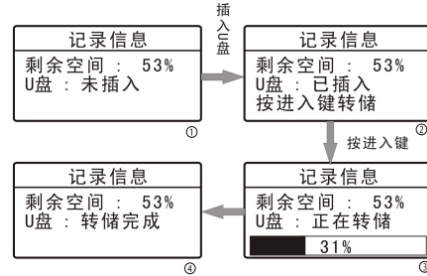 记录信息
剩余空间 : 53%
U盘 : 未插入
①
插入U盘
记录信息
剩余空间 : 53%
U盘 : 已插入
按进入键转储
②
按进入键
记录信息
剩余空间 : 53%
U盘 : 正在转储
31%
③
记录信息
剩余空间 : 53%
U盘 : 转储完成
④